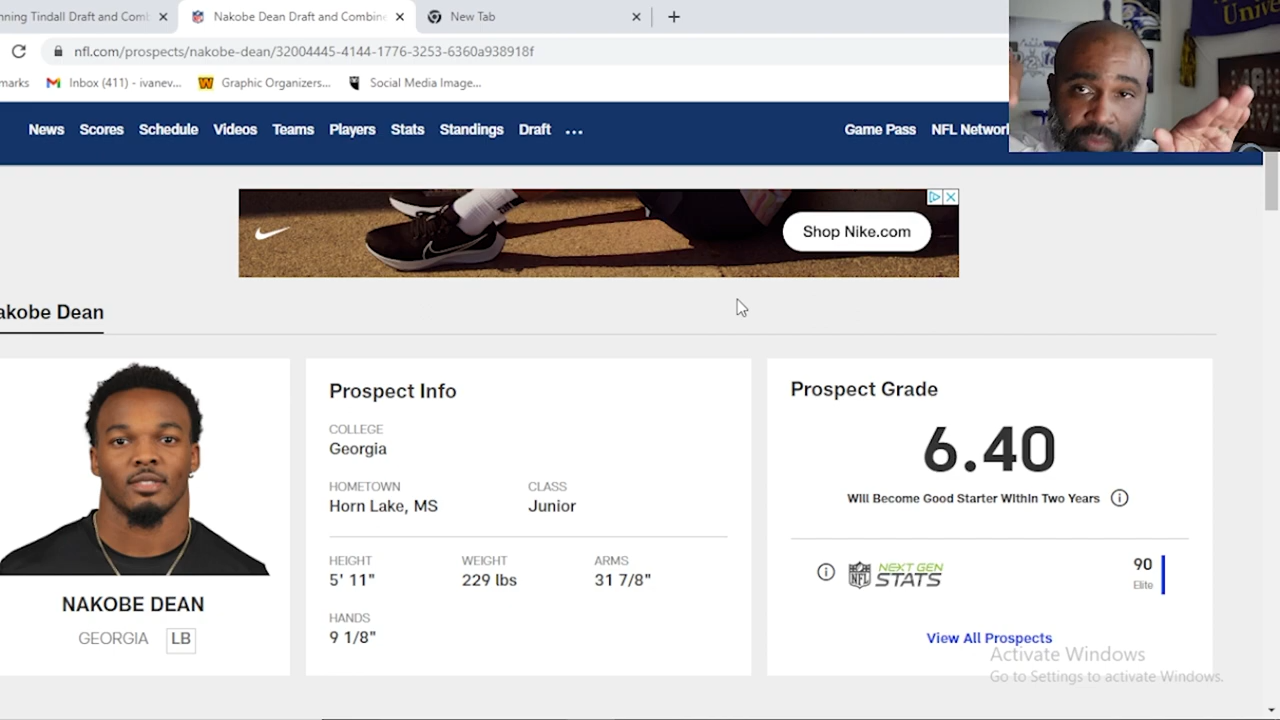 nning Tindall Draft and Comb
Nakobe Dean Draft and Combine
New Tab
nfl.com/prospects/nakobe-dean/32004445-4144-1776-3253-6360a938918f
marks
Inbox (411) - ivanev...
Graphic Organizers...
Social Media Image...
Unive
News Scores Schedule Videos Teams Players Stats Standings Draft ...
Game Pass NFL Network
Shop Nike.com
akobe Dean
Prospect Info
COLLEGE
Georgia
HOMETOWN CLASS
Horn Lake, MS Junior
HEIGHT WEIGHT ARMS
5' 11" 229 lbs 31 7/8"
HANDS
9 1/8"
NAKOBE DEAN
GEORGIA LB
Prospect Grade
6.40
Will Become Good Starter Within Two Years
NFL NEXT GEN STATS
90
Elite
View All Prospects
Activate Windows
Go to Settings to activate Windows.